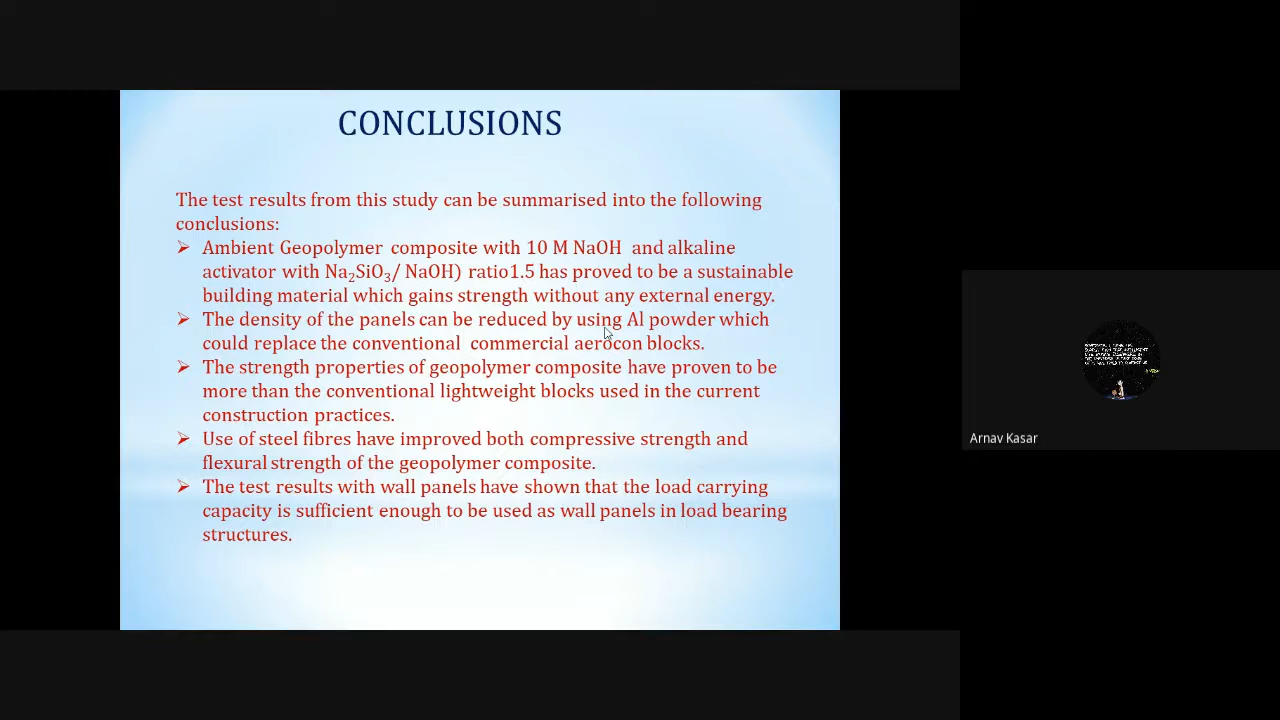 CONCLUSIONS
The test results from this study can be summarised into the following
conclusions:
➢ Ambient Geopolymer composite with 10 M NaOH and alkaline
activator with Na₂SiO₃/ NaOH) ratio1.5 has proved to be a sustainable
building material which gains strength without any external energy.
➢ The density of the panels can be reduced by using Al powder which
could replace the conventional commercial aerocon blocks.
➢ The strength properties of geopolymer composite have proven to be
more than the conventional lightweight blocks used in the current
construction practices.
➢ Use of steel fibres have improved both compressive strength and
flexural strength of the geopolymer composite.
➢ The test results with wall panels have shown that the load carrying
capacity is sufficient enough to be used as wall panels in load bearing
structures.
Arnav Kasar